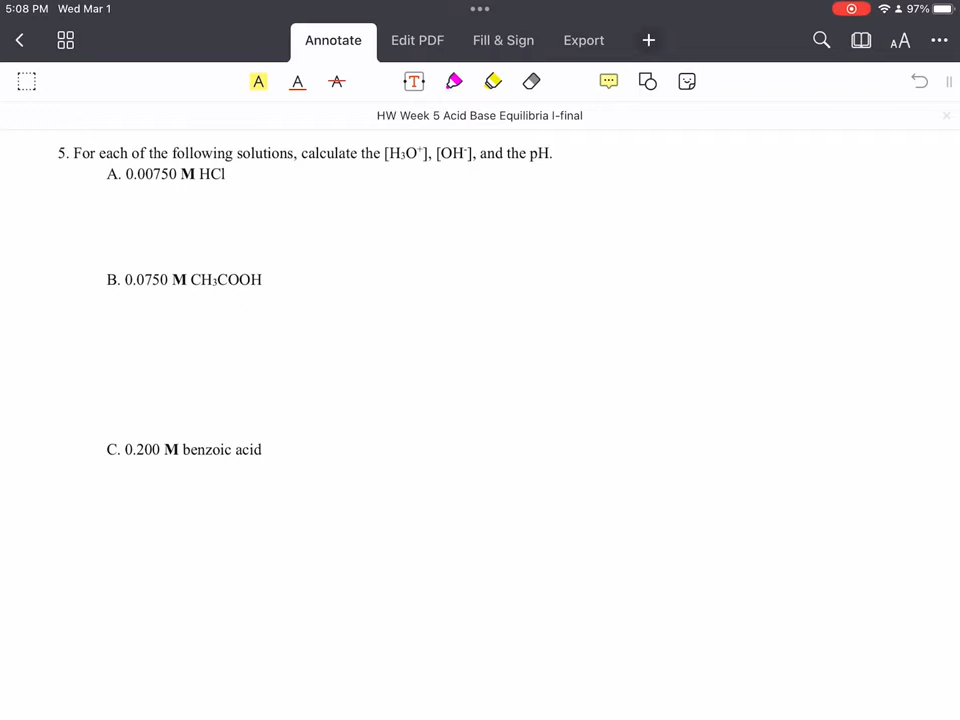 5:08 PM Wed Mar 1
97%
Annotate Edit PDF Fill & Sign Export +
AA
A A A T
HW Week 5 Acid Base Equilibria I-final
5. For each of the following solutions, calculate the [H₃O⁺], [OH⁻], and the pH.
A. 0.00750 M HCl
B. 0.0750 M CH₃COOH
C. 0.200 M benzoic acid